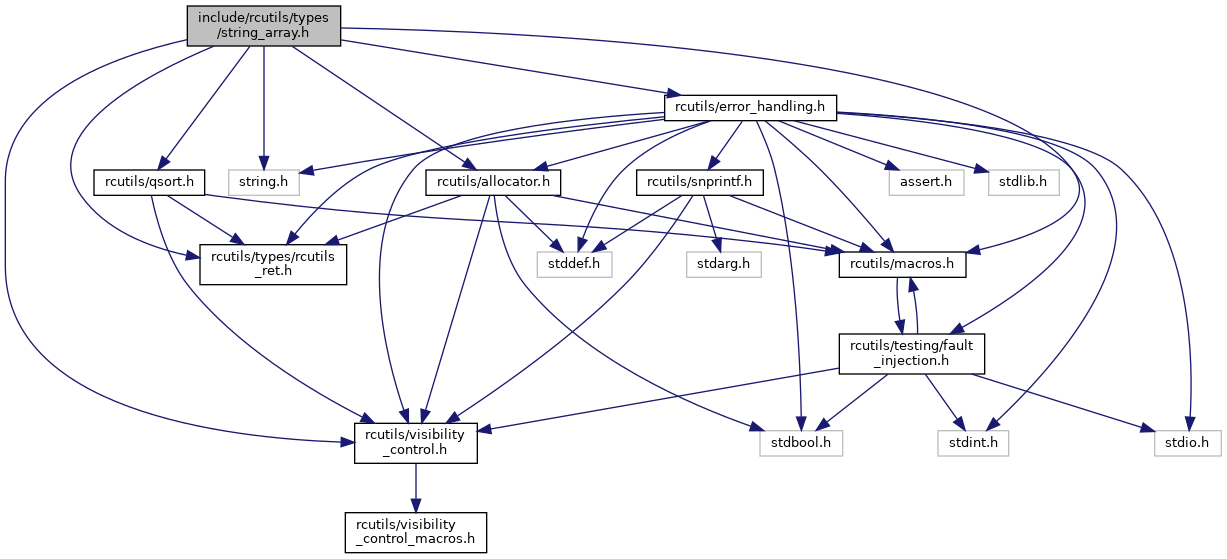 include/rcutils/types
/string_array.h
rcutils/error_handling.h
rcutils/qsort.h
string.h
rcutils/allocator.h
rcutils/snprintf.h
assert.h
stdlib.h
rcutils/types/rcutils
_ret.h
stddef.h
stdarg.h
rcutils/macros.h
rcutils/testing/fault
_injection.h
rcutils/visibility
_control.h
stdbool.h
stdint.h
stdio.h
rcutils/visibility
_control_macros.h